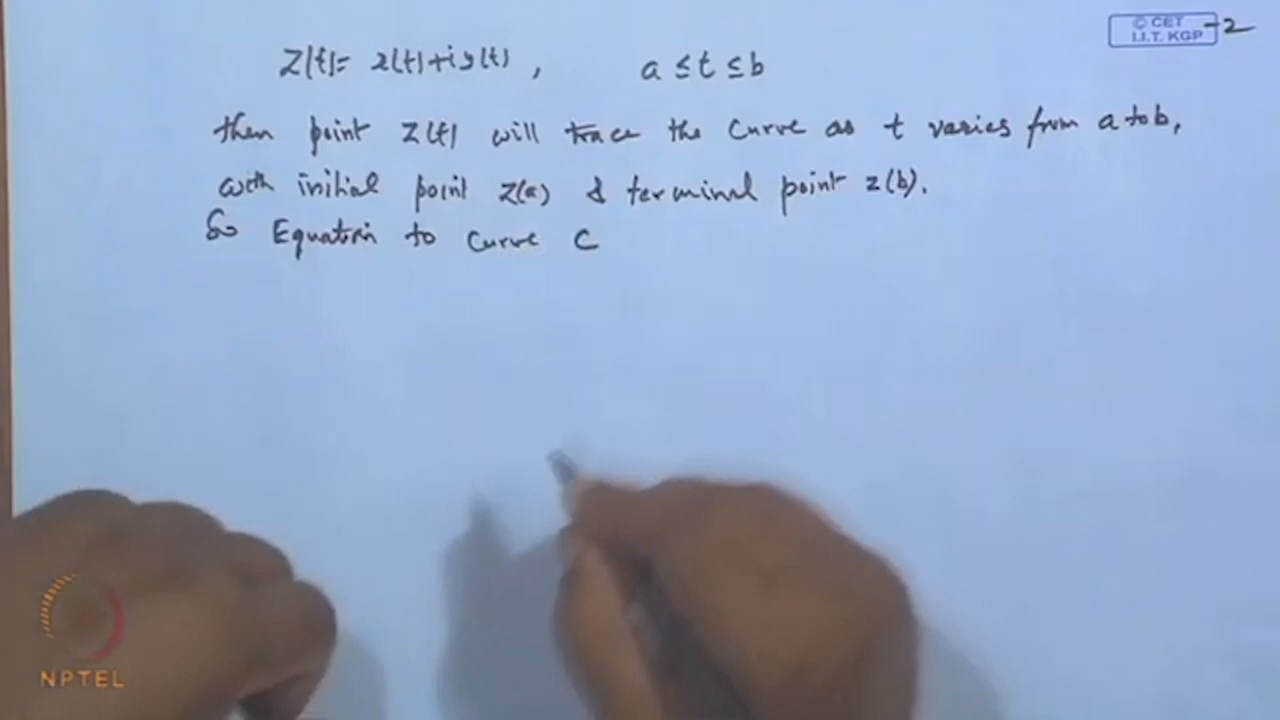 © CET
I.I.T. KGP
-2
Z(t)= x(t)+iy(t), a ≤ t ≤ b
then point Z(t) will trace the curve as t varies from a to b,
with initial point Z(a) & terminal point z(b).
So Equation to curve C
NPTEL